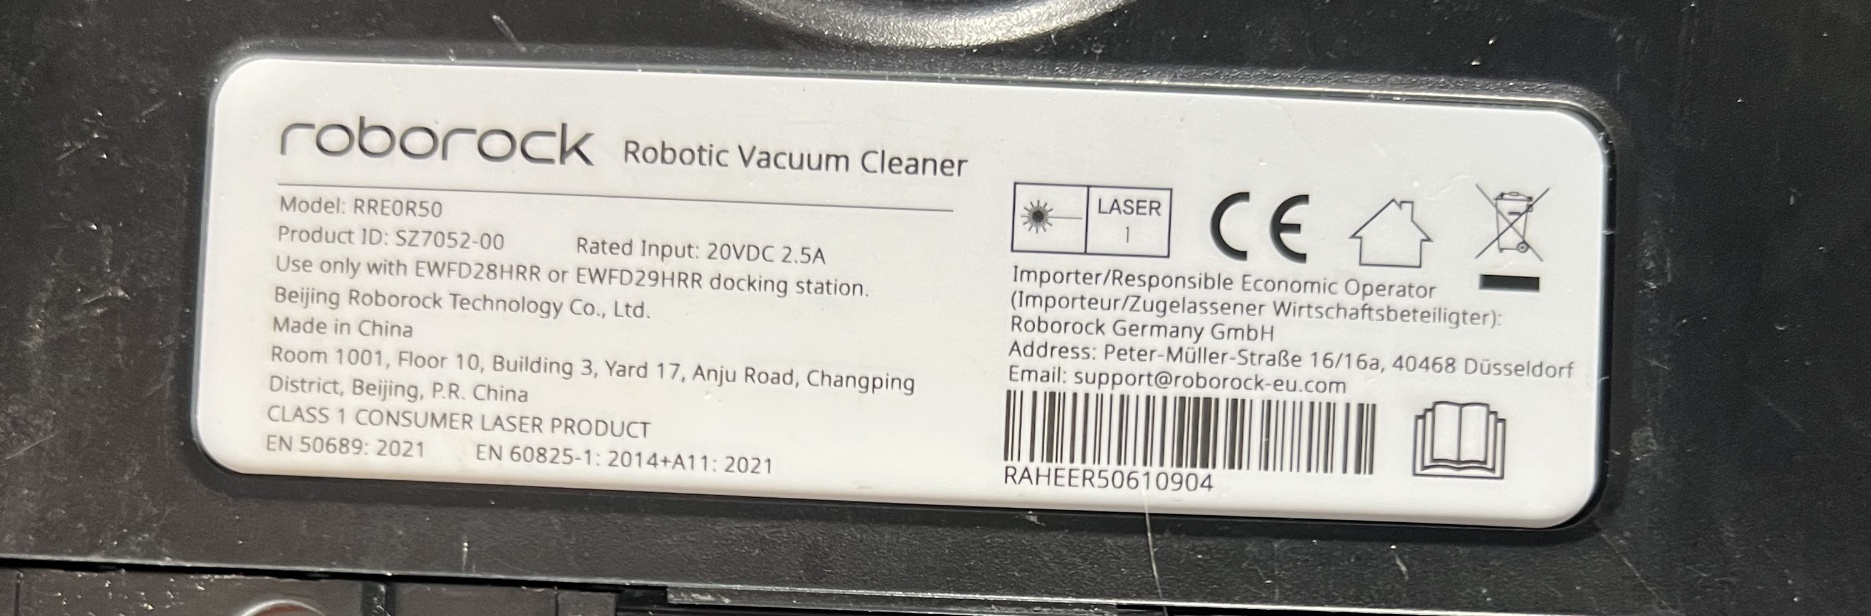 roborock Robotic Vacuum Cleaner
Model: RRE0R50
Product ID: SZ7052-00 Rated Input: 20VDC 2.5A
Use only with EWFD28HRR or EWFD29HRR docking station.
Beijing Roborock Technology Co., Ltd.
Made in China
Room 1001, Floor 10, Building 3, Yard 17, Anju Road, Changping
District, Beijing, P.R. China
CLASS 1 CONSUMER LASER PRODUCT
EN 50689: 2021 EN 60825-1: 2014+A11: 2021
LASER
1
CE
Importer/Responsible Economic Operator
(Importeur/Zugelassener Wirtschaftsbeteiligter):
Roborock Germany GmbH
Address: Peter-Müller-Straße 16/16a, 40468 Düsseldorf
Email: support@roborock-eu.com
RAHEER50610904